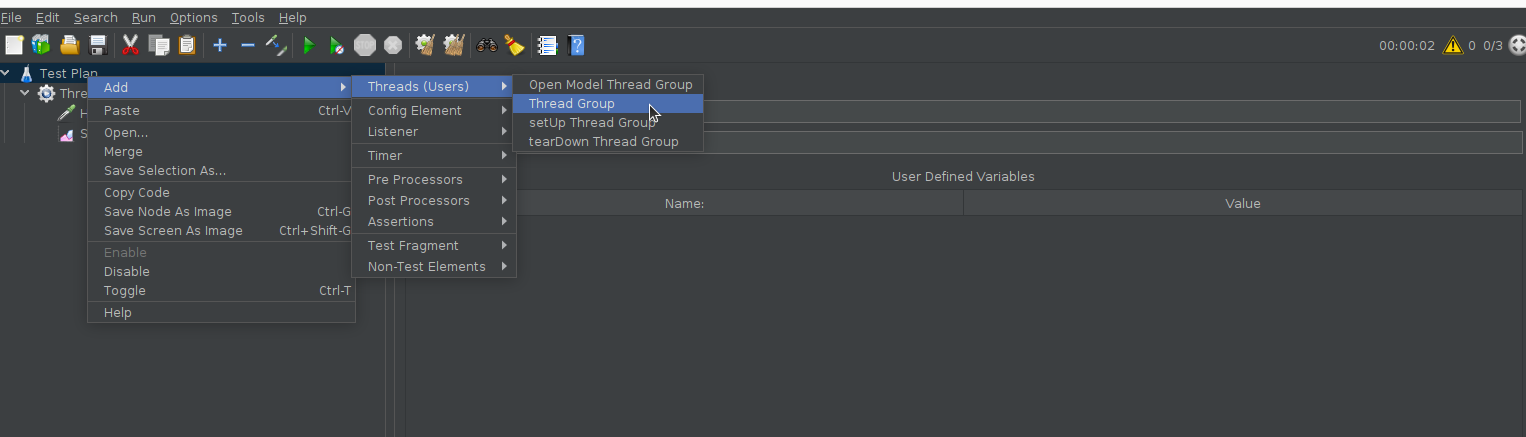 File Edit Search Run Options Tools Help
00:00:02 0 0/3
Test Plan
Add
Paste Ctrl-V
Open...
Merge
Save Selection As...
Copy Code
Save Node As Image Ctrl-G
Save Screen As Image Ctrl+Shift-G
Enable
Disable
Toggle Ctrl-T
Help
Threads (Users)
Config Element
Listener
Timer
Pre Processors
Post Processors
Assertions
Test Fragment
Non-Test Elements
Open Model Thread Group
Thread Group
setUp Thread Group
tearDown Thread Group
User Defined Variables
Name: Value